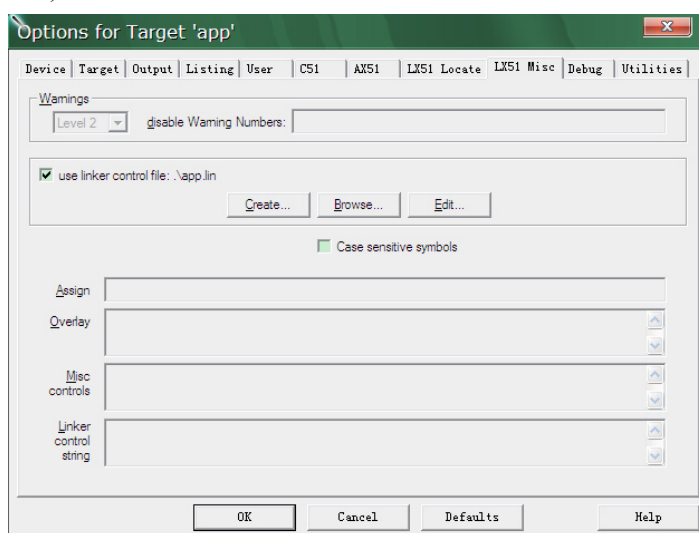 Options for Target 'app'
Device Target Output Listing User C51 AX51 LX51 Locate LX51 Misc Debug Utilities
Warnings
Level 2 disable Warning Numbers:
use linker control file: .\app.lin
Create... Browse... Edit...
Case sensitive symbols
Assign
Overlay
Misc
controls
Linker
control
string
OK Cancel Defaults Help